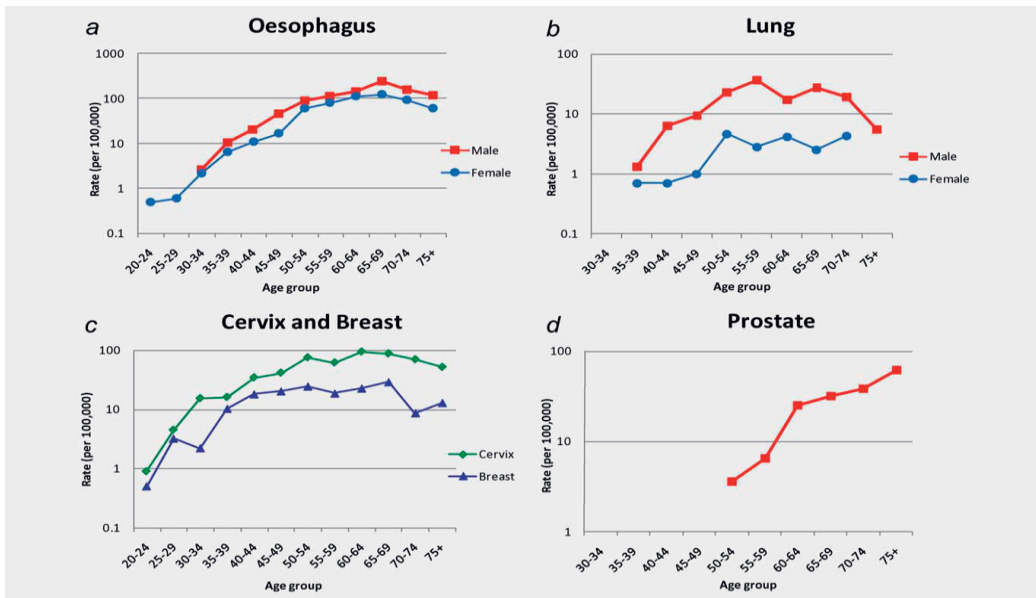 a
Oesophagus
1000
100
10
1
0.1
Rate (per 100,000)
20-24
25-29
30-34
35-39
40-44
45-49
50-54
55-59
60-64
65-69
70-74
75+
Age group
Male
Female
b
Lung
100
10
1
0.1
Rate (per 100,000)
30-34
35-39
40-44
45-49
50-54
55-59
60-64
65-69
70-74
75+
Age group
Male
Female
c
Cervix and Breast
100
10
1
0.1
Rate (per 100,000)
20-24
25-29
30-34
35-39
40-44
45-49
50-54
55-59
60-64
65-69
70-74
75+
Age group
Cervix
Breast
d
Prostate
100
10
1
Rate (per 100,000)
30-34
35-39
40-44
45-49
50-54
55-59
60-64
65-69
70-74
75+
Age group